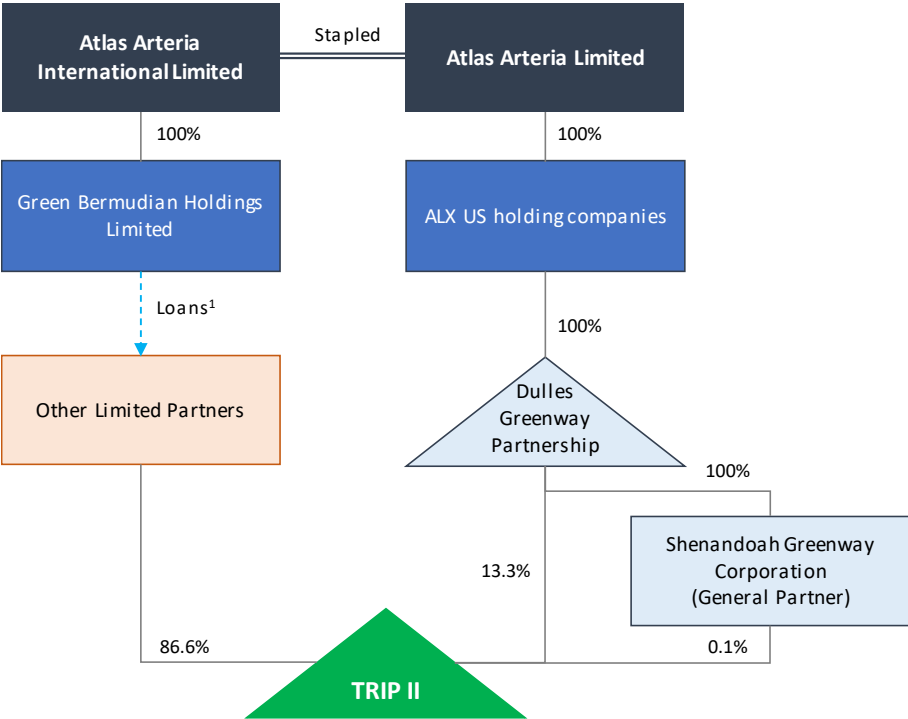 Atlas Arteria
International Limited
Stapled
Atlas Arteria Limited
100%
100%
Green Bermudian Holdings
Limited
ALX US holding companies
Loans¹
100%
Other Limited Partners
Dulles
Greenway
Partnership
100%
Shenandoah Greenway
Corporation
(General Partner)
13.3%
86.6%
0.1%
TRIP II